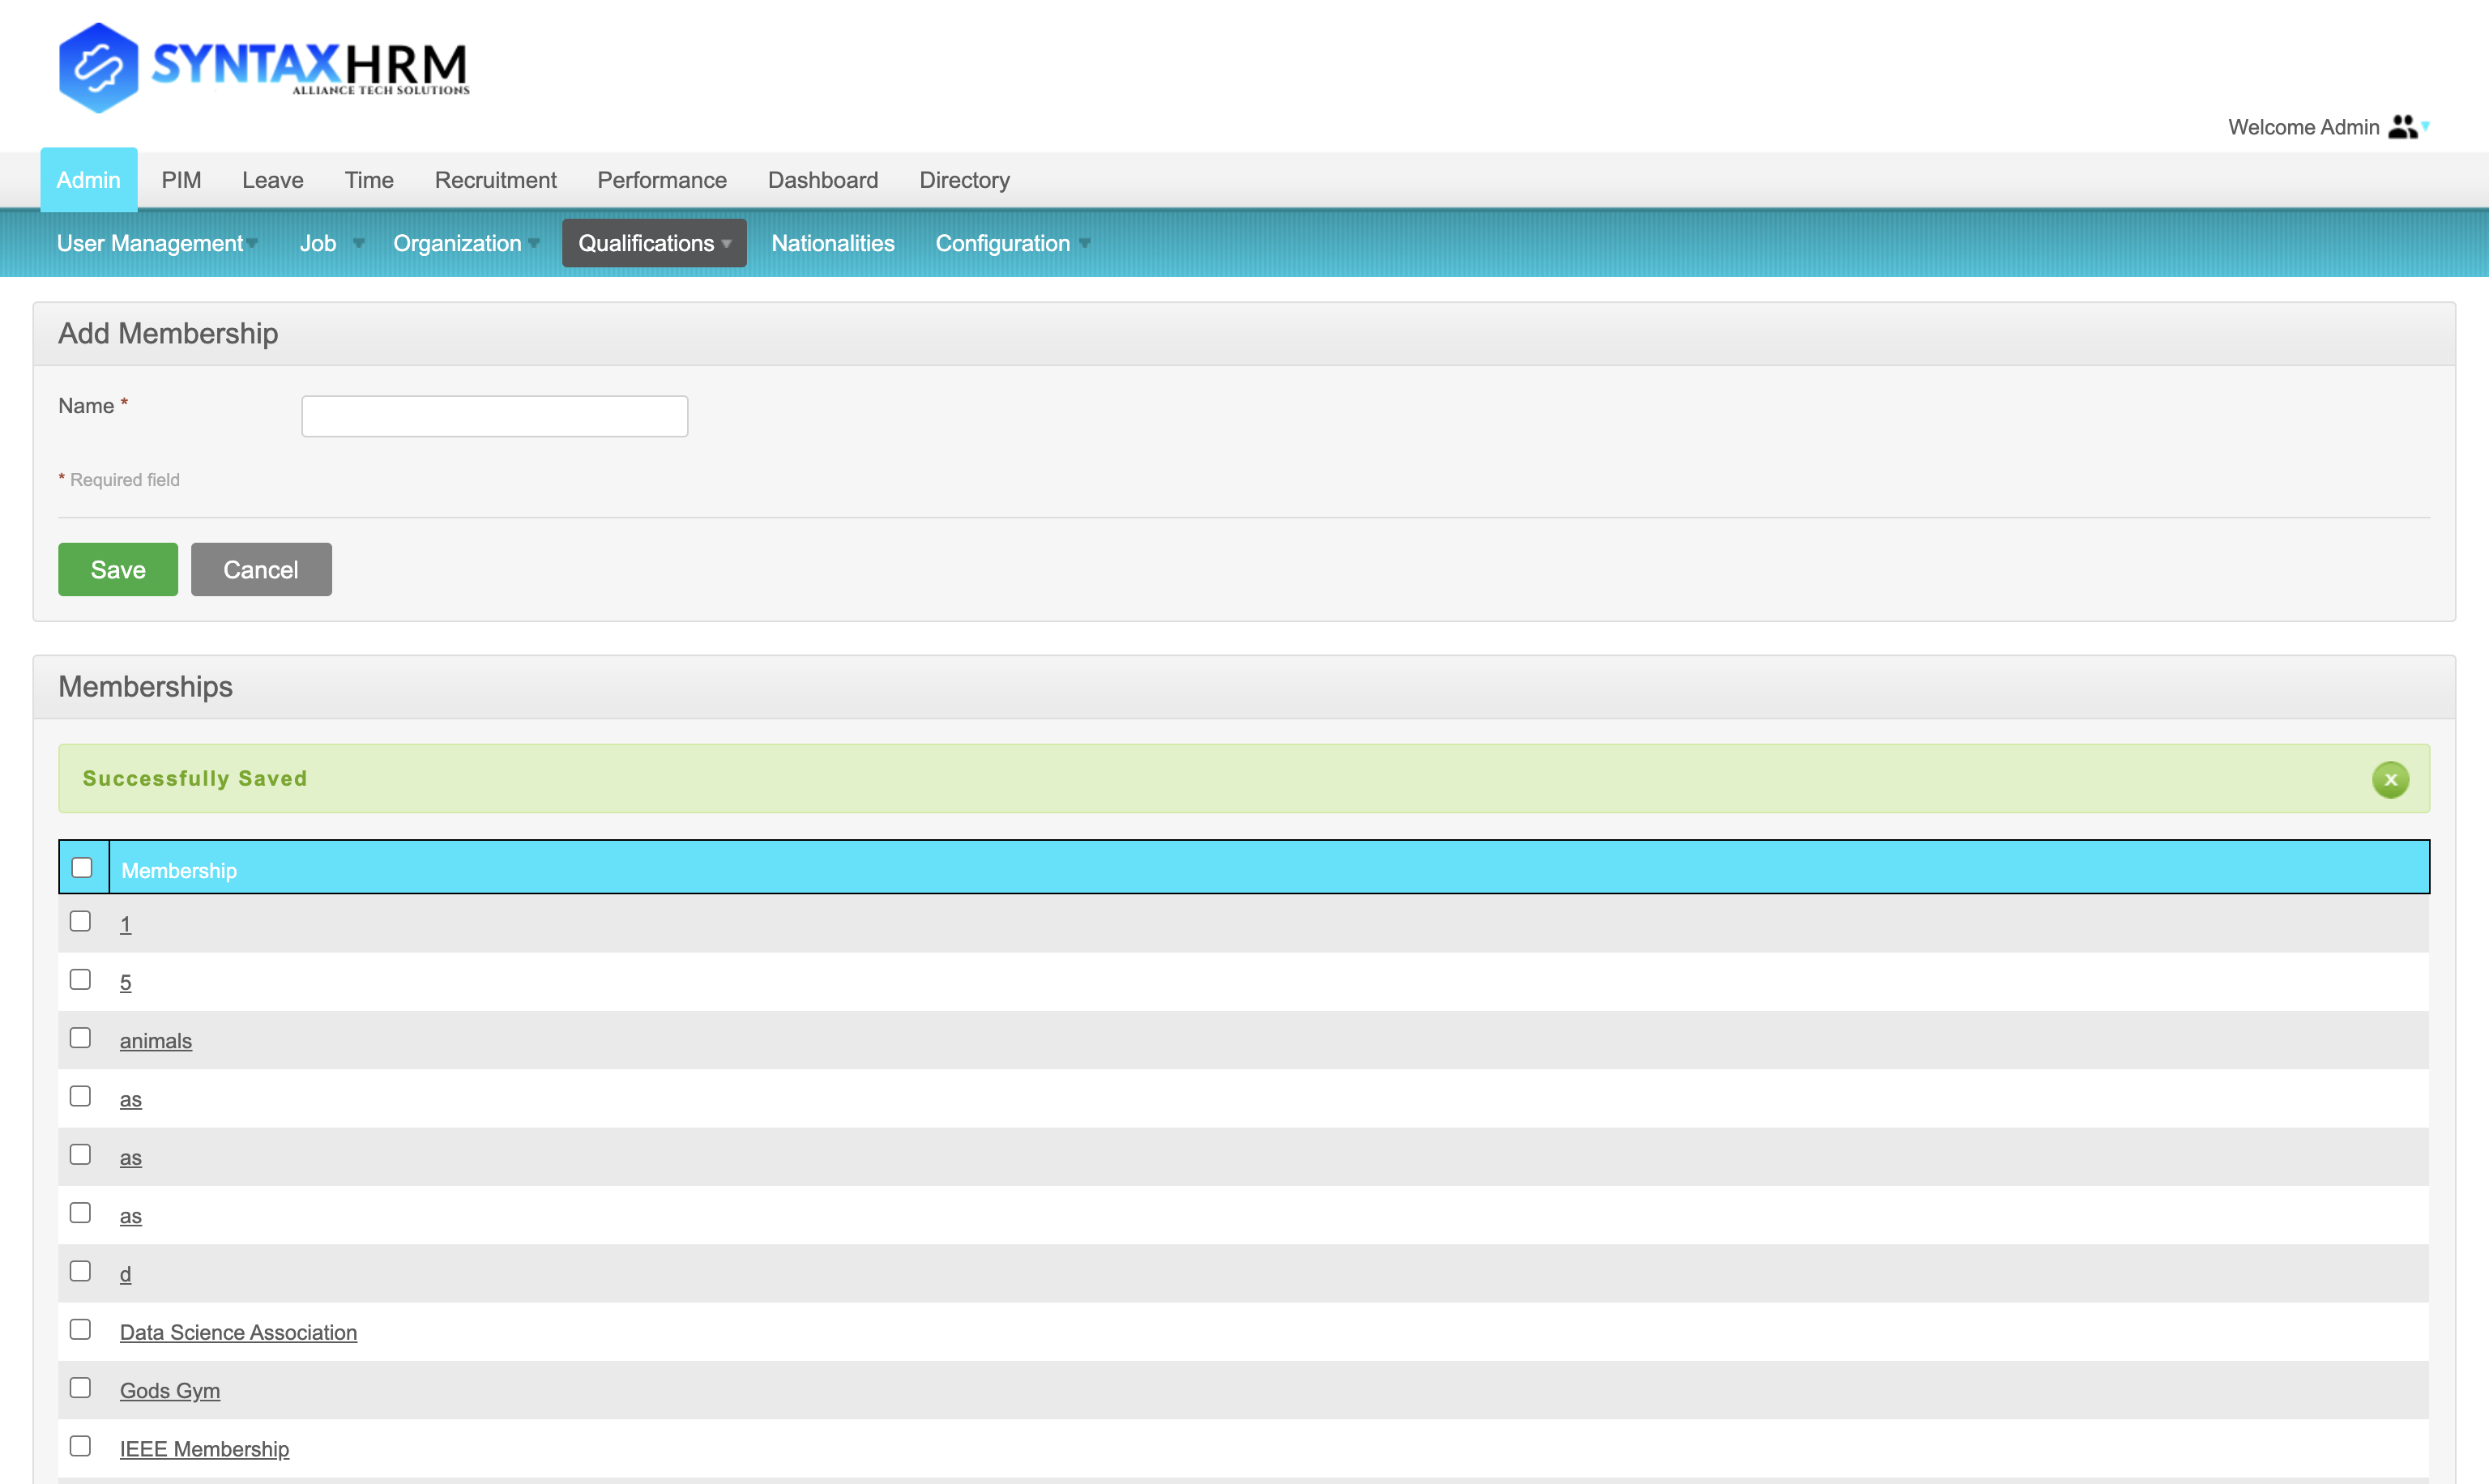 SYNTAXHRM
ALLIANCE TECH SOLUTIONS
Welcome Admin
Admin PIM Leave Time Recruitment Performance Dashboard Directory
User Management Job Organization Qualifications Nationalities Configuration
Add Membership
Name *
* Required field
Save Cancel
Memberships
Successfully Saved
x
Membership
1
5
animals
as
as
as
d
Data Science Association
Gods Gym
IEEE Membership